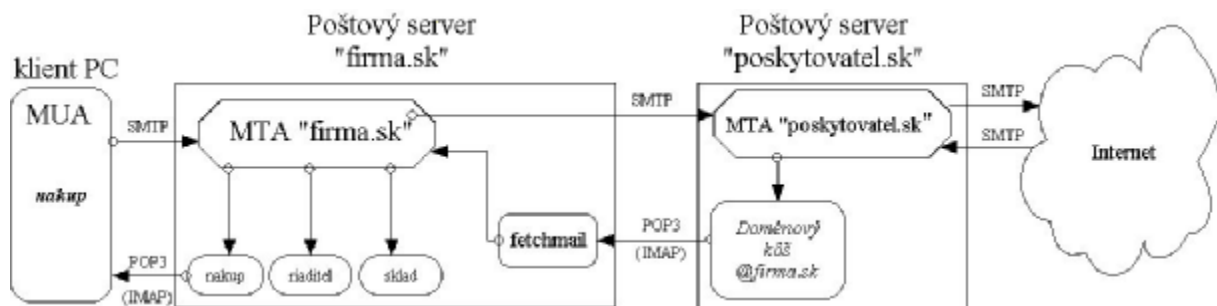 Poštový server
"firma.sk"
Poštový server
"poskytovatel.sk"
klient PC
MUA
nakup
SMTP
MTA "firma.sk"
SMTP
MTA "poskytovatel.sk"
SMTP
SMTP
Internet
fetchmail
POP3
(IMAP)
Doménový
kôš
@firma.sk
POP3
(IMAP)
nakup
riaditel
sklad